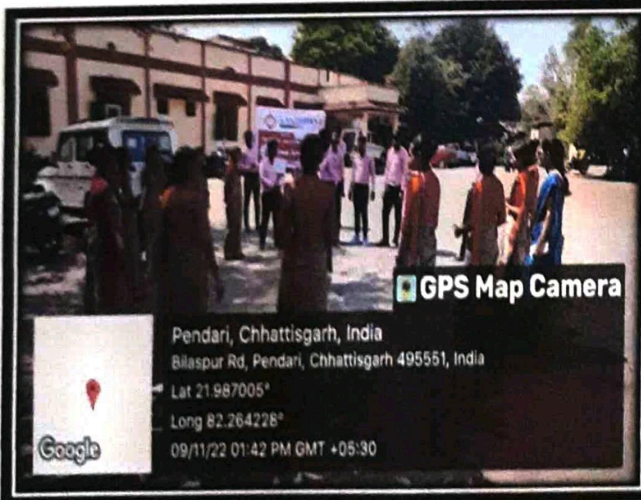 GPS Map Camera
Pendari, Chhattisgarh, India
Bilaspur Rd, Pendari, Chhattisgarh 495551, India
Lat 21.987005°
Long 82.264228°
09/11/22 01:42 PM GMT +05:30
Google